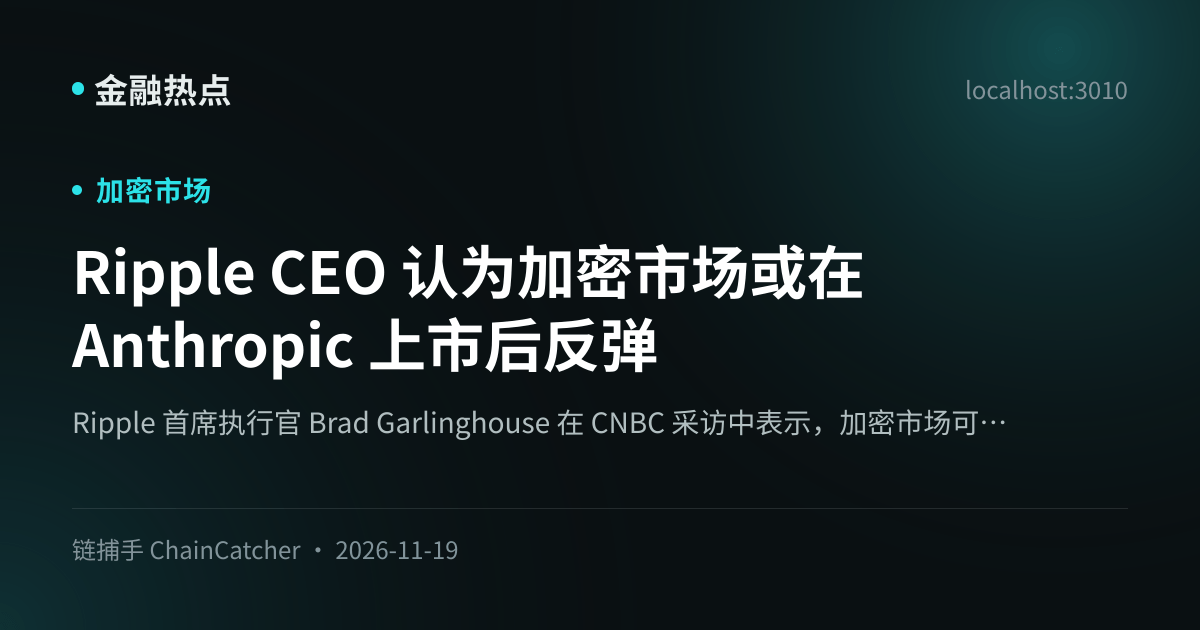 金融热点
localhost:3010
加密市场
Ripple CEO 认为加密市场或在
Anthropic 上市后反弹
Ripple 首席执行官 Brad Garlinghouse 在 CNBC 采访中表示，加密市场可…
链捕手 ChainCatcher · 2026-11-19